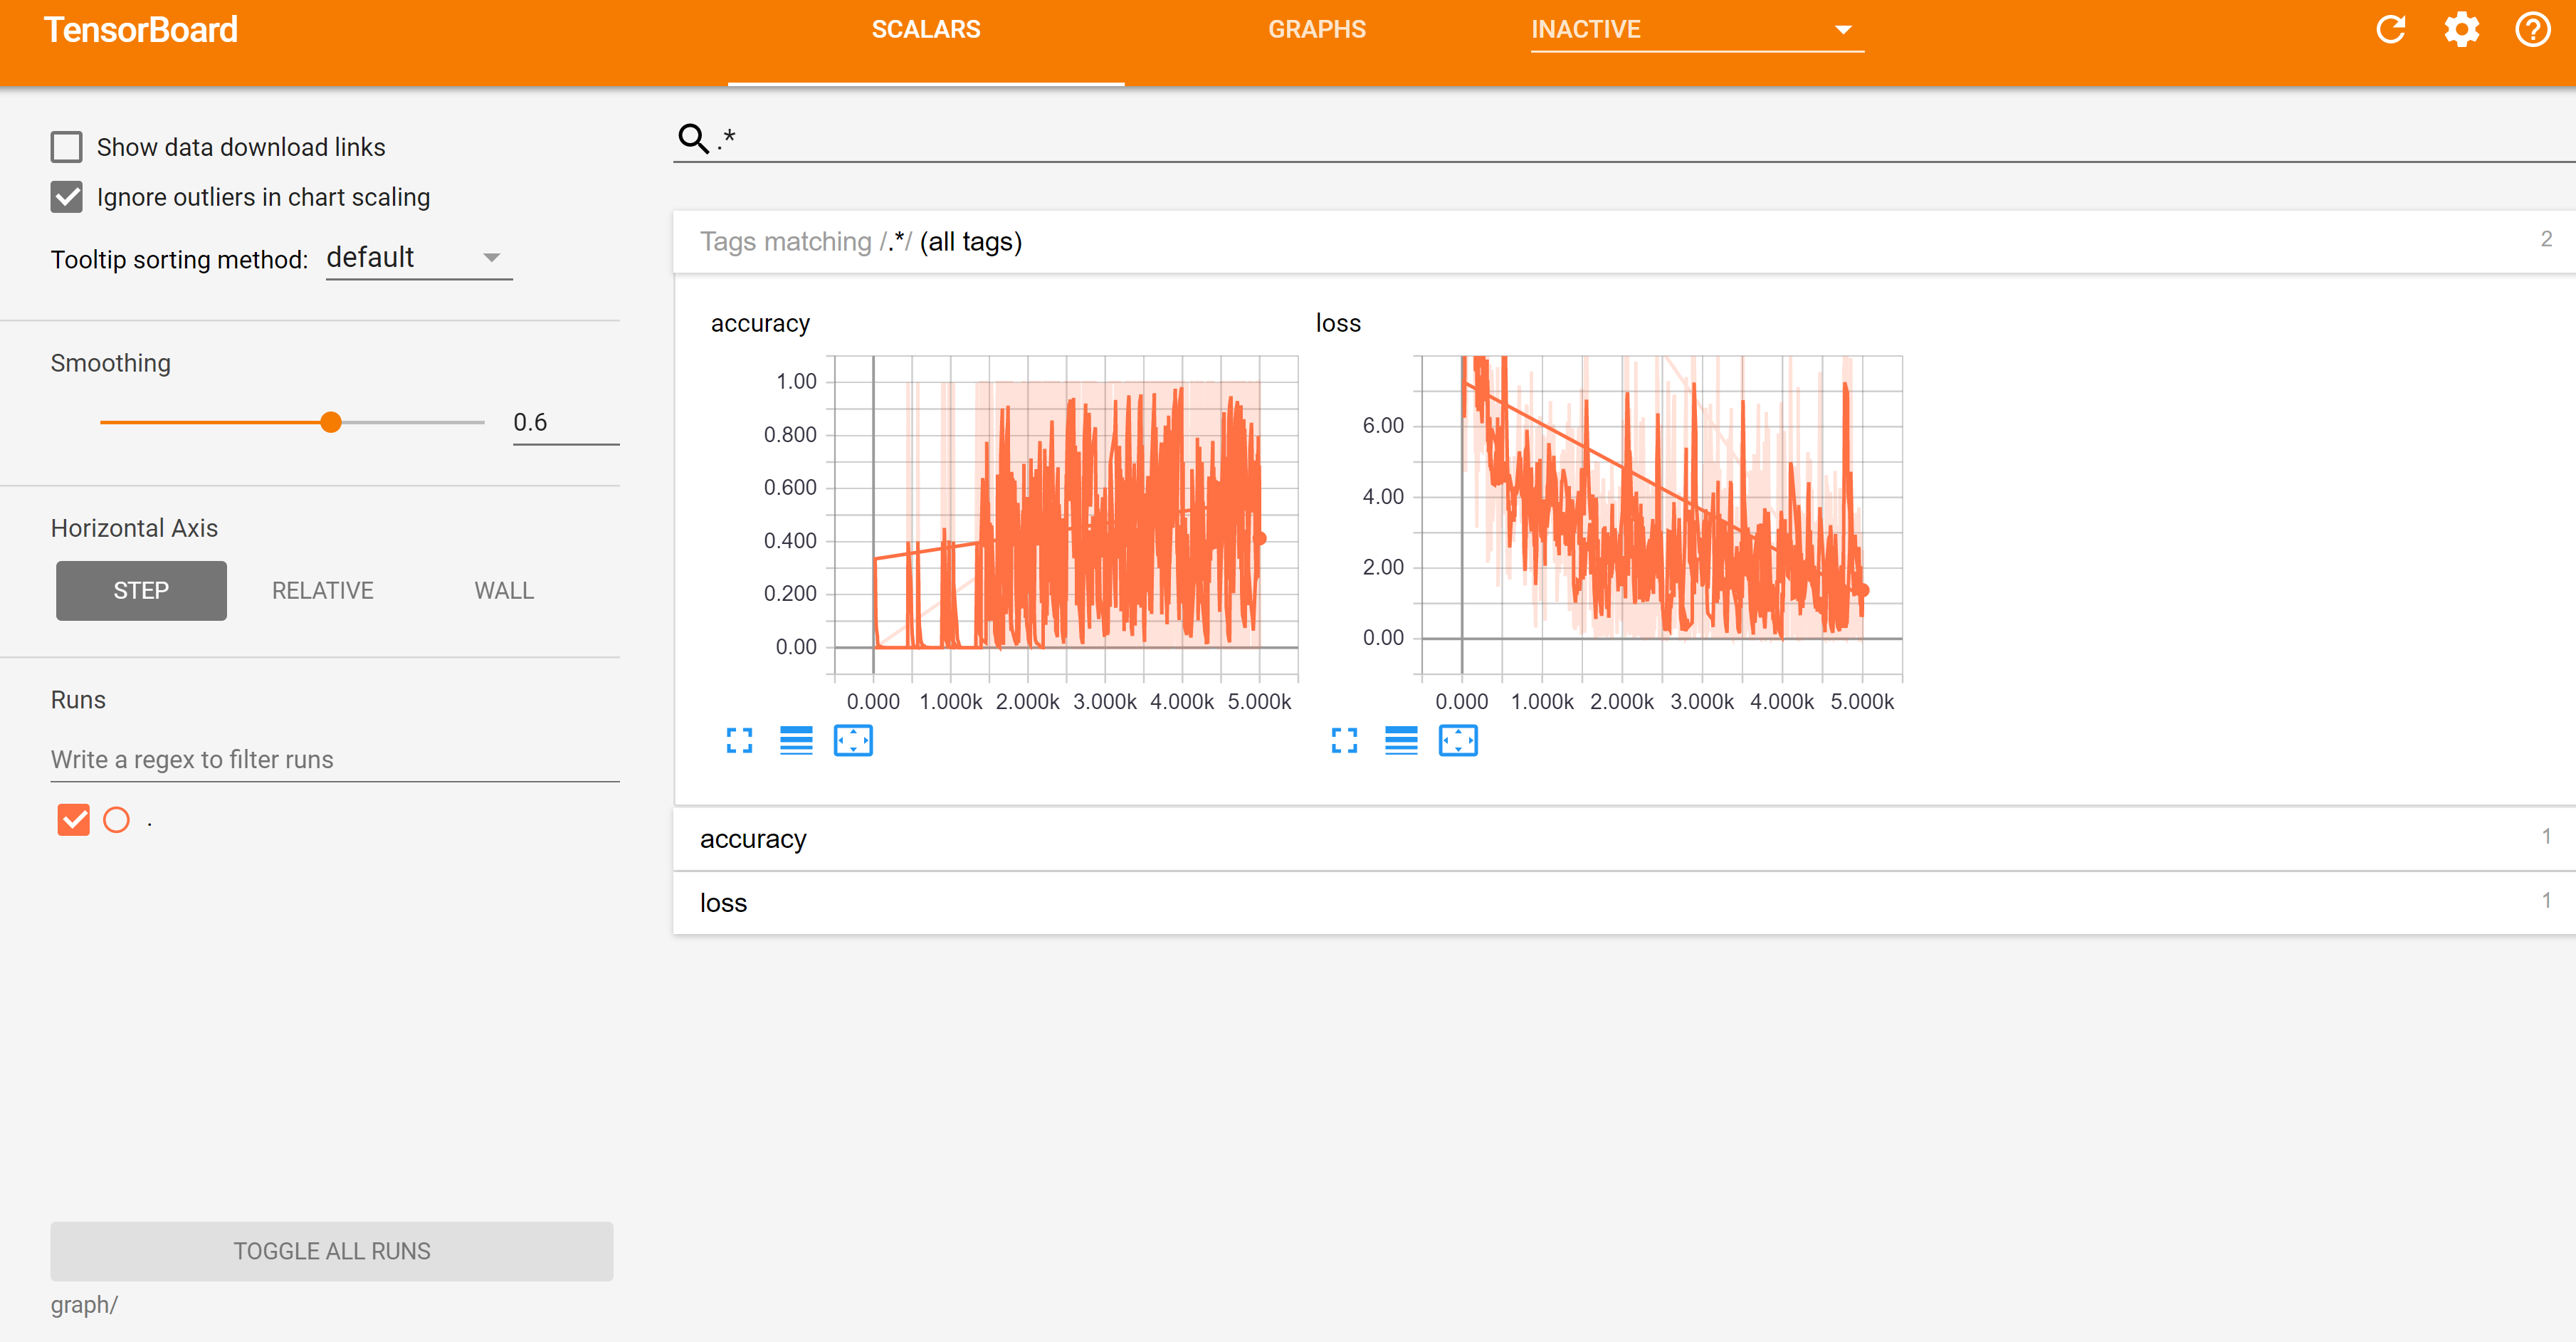 TensorBoard
SCALARS
GRAPHS
INACTIVE
Show data download links
Ignore outliers in chart scaling
Tooltip sorting method: default
Smoothing
0.6
Horizontal Axis
STEP RELATIVE WALL
Runs
Write a regex to filter runs
.
TOGGLE ALL RUNS
graph/
.*
Tags matching /.*/ (all tags) 2
accuracy
1.00
0.800
0.600
0.400
0.200
0.00
0.000 1.000k 2.000k 3.000k 4.000k 5.000k
loss
6.00
4.00
2.00
0.00
0.000 1.000k 2.000k 3.000k 4.000k 5.000k
accuracy 1
loss 1